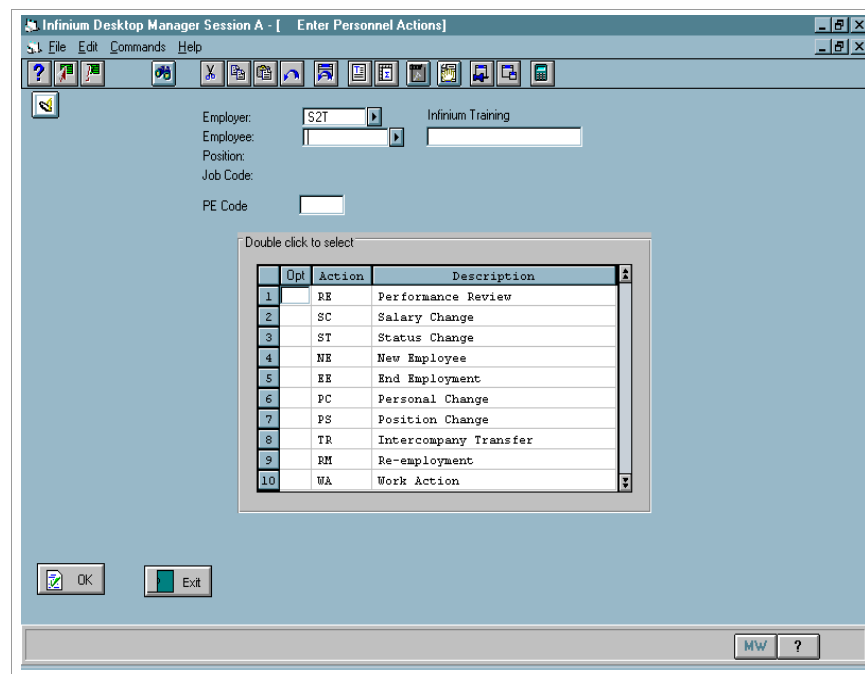 Infinium Desktop Manager Session A - [ Enter Personnel Actions]
File Edit Commands Help
Employer: S2T Infinium Training
Employee:
Position:
Job Code:
PE Code
Double click to select
Opt Action Description
1 RE Performance Review
2 SC Salary Change
3 ST Status Change
4 NE New Employee
5 EE End Employment
6 PC Personal Change
7 PS Position Change
8 TR Intercompany Transfer
9 RM Re-employment
10 WA Work Action
OK Exit
MW ?